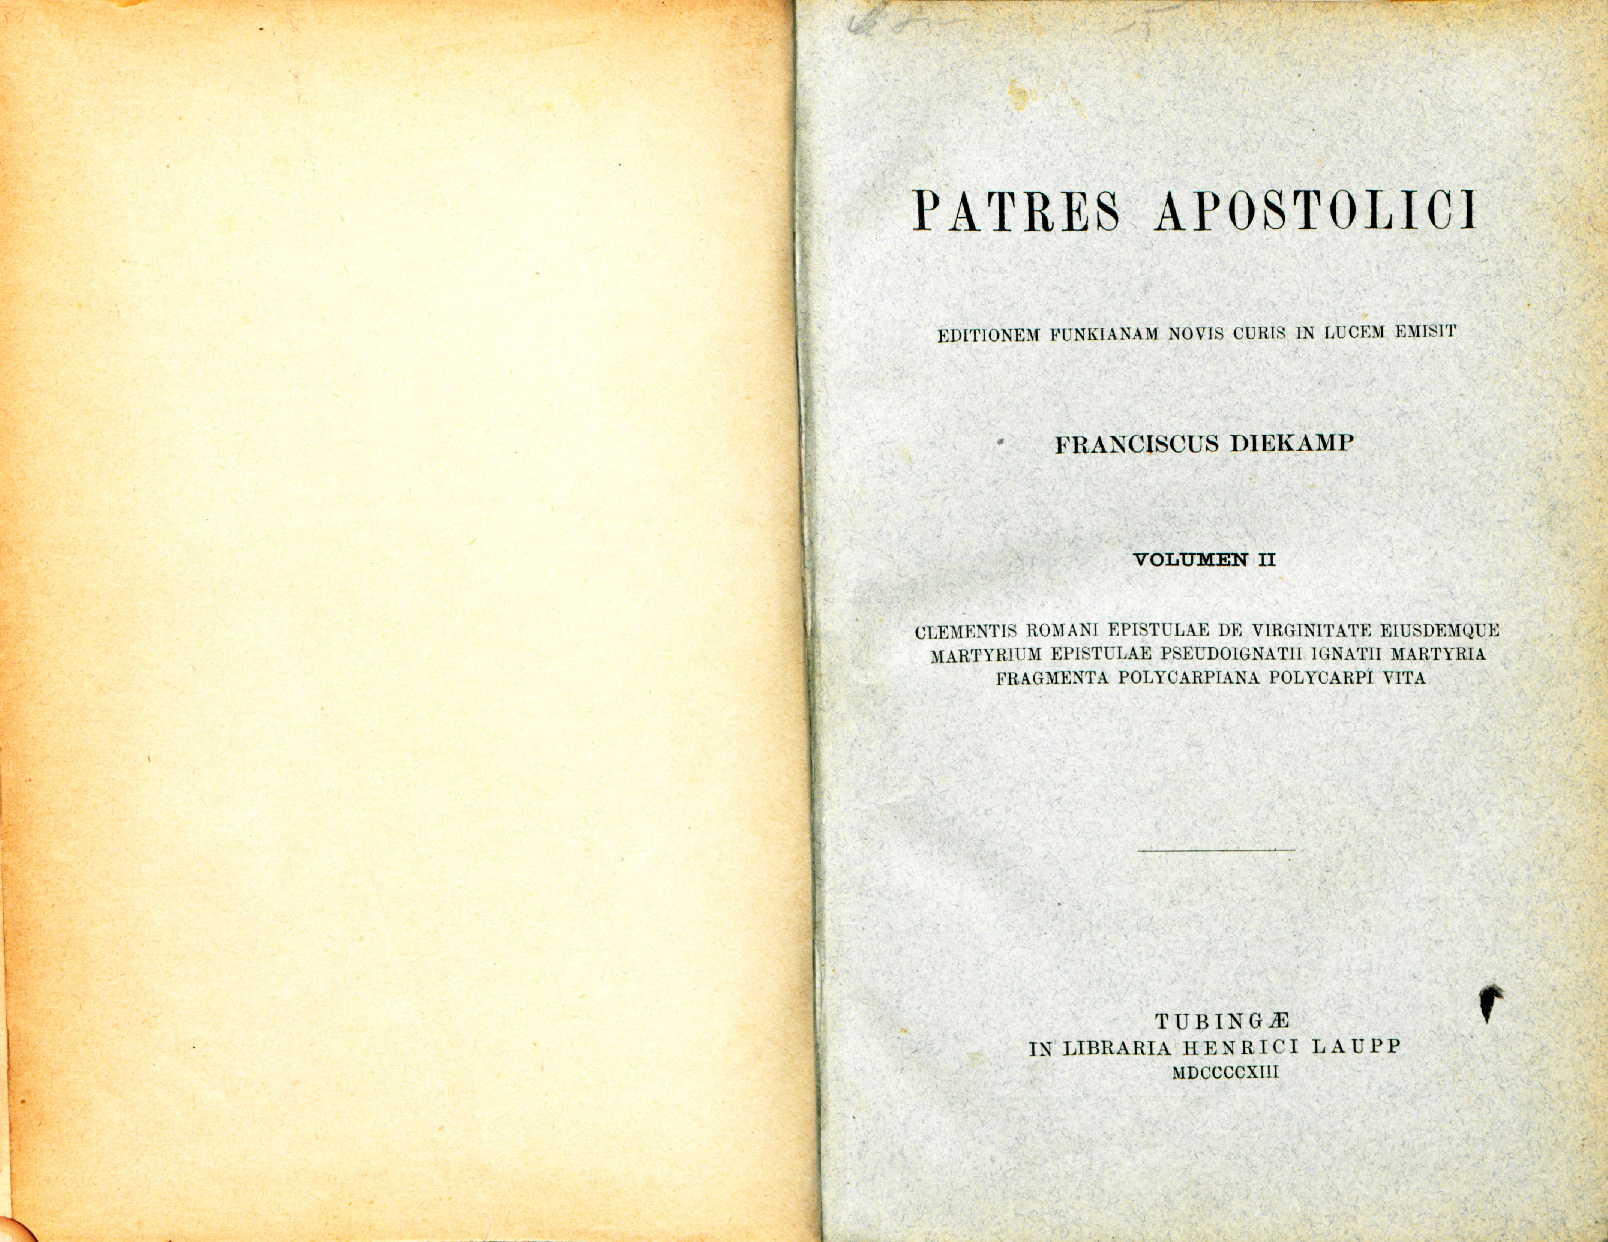 PATRES APOSTOLICI
EDITIONEM FUNKIANAM NOVIS CURIS IN LUCEM EMISIT
FRANCISCUS DIEKAMP
VOLUMEN II
CLEMENTIS ROMANI EPISTULAE DE VIRGINITATE EIUSDEMQUE
MARTYRIUM EPISTULAE PSEUDOIGNATII IGNATII MARTYRIA
FRAGMENTA POLYCARPIANA POLYCARPI VITA
TUBINGÆ
IN LIBRARIA HENRICI LAUPP
MDCCCCXIII